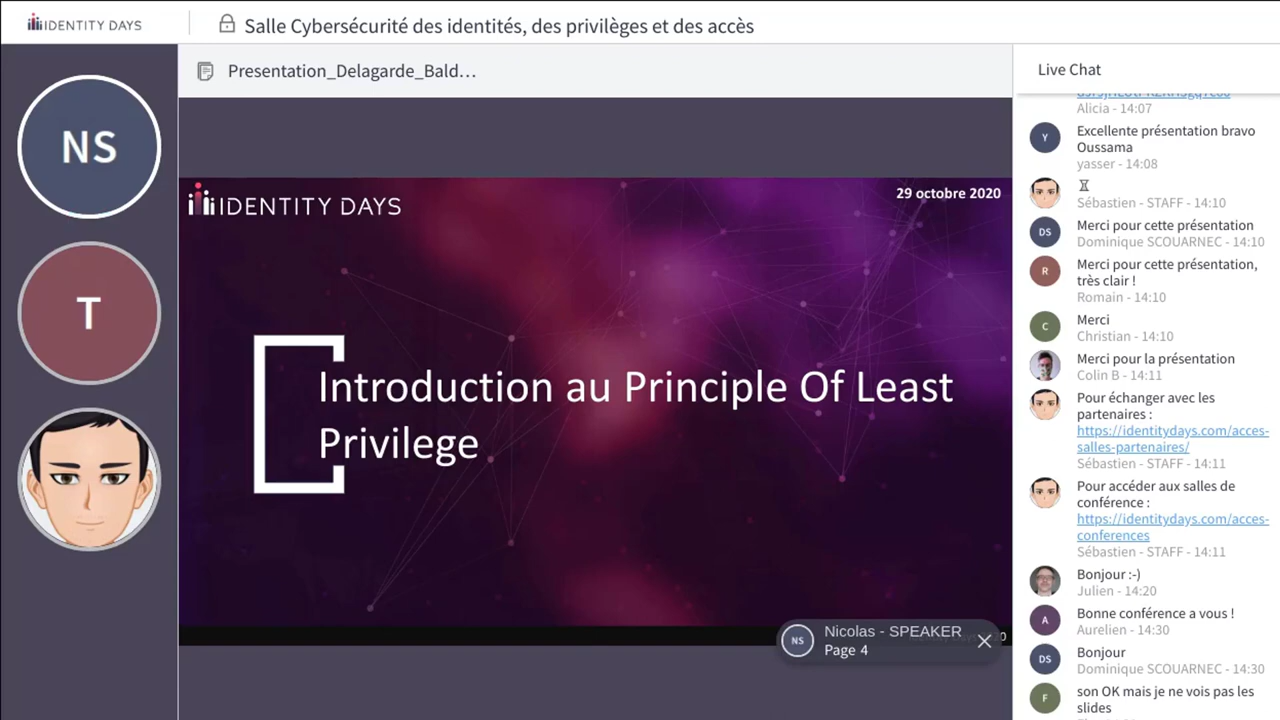 IDENTITY DAYS
Salle Cybersécurité des identités, des privilèges et des accès
NS
T
Presentation_Delagarde_Bald…
IDENTITY DAYS
29 octobre 2020
Introduction au Principle Of Least
Privilege
NS
Nicolas - SPEAKER
Page 4
Live Chat
Alicia - 14:07
Y
Excellente présentation bravo
Oussama
yasser - 14:08
Sébastien - STAFF - 14:10
DS
Merci pour cette présentation
Dominique SCOUARNEC - 14:10
R
Merci pour cette présentation,
très clair !
Romain - 14:10
C
Merci
Christian - 14:10
Merci pour la présentation
Colin B - 14:11
Pour échanger avec les
partenaires :
https://identitydays.com/acces-
salles-partenaires/
Sébastien - STAFF - 14:11
Pour accéder aux salles de
conférence :
https://identitydays.com/acces-
conferences
Sébastien - STAFF - 14:11
Bonjour :-)
Julien - 14:20
A
Bonne conférence a vous !
Aurelien - 14:30
DS
Bonjour
Dominique SCOUARNEC - 14:30
F
son OK mais je ne vois pas les
slides